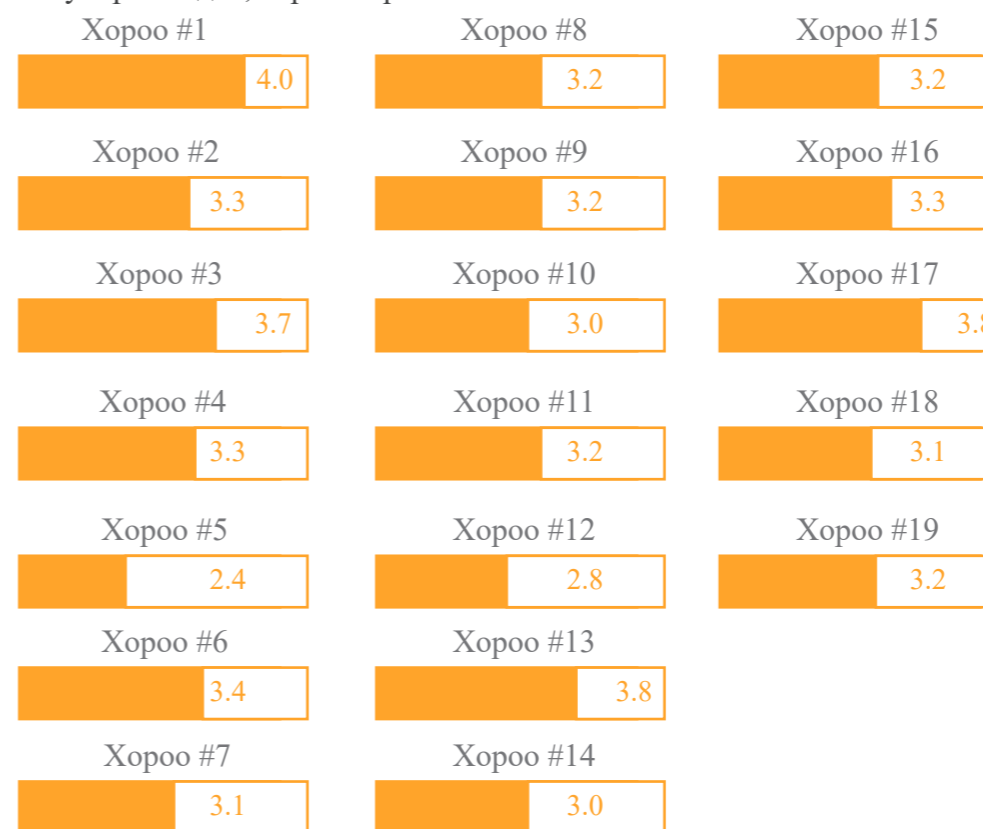 Хороо #1
4.0
Хороо #2
3.3
Хороо #3
3.7
Хороо #4
3.3
Хороо #5
2.4
Хороо #6
3.4
Хороо #7
3.1
Хороо #8
3.2
Хороо #9
3.2
Хороо #10
3.0
Хороо #11
3.2
Хороо #12
2.8
Хороо #13
3.8
Хороо #14
3.0
Хороо #15
3.2
Хороо #16
3.3
Хороо #17
3.8
Хороо #18
3.1
Хороо #19
3.2